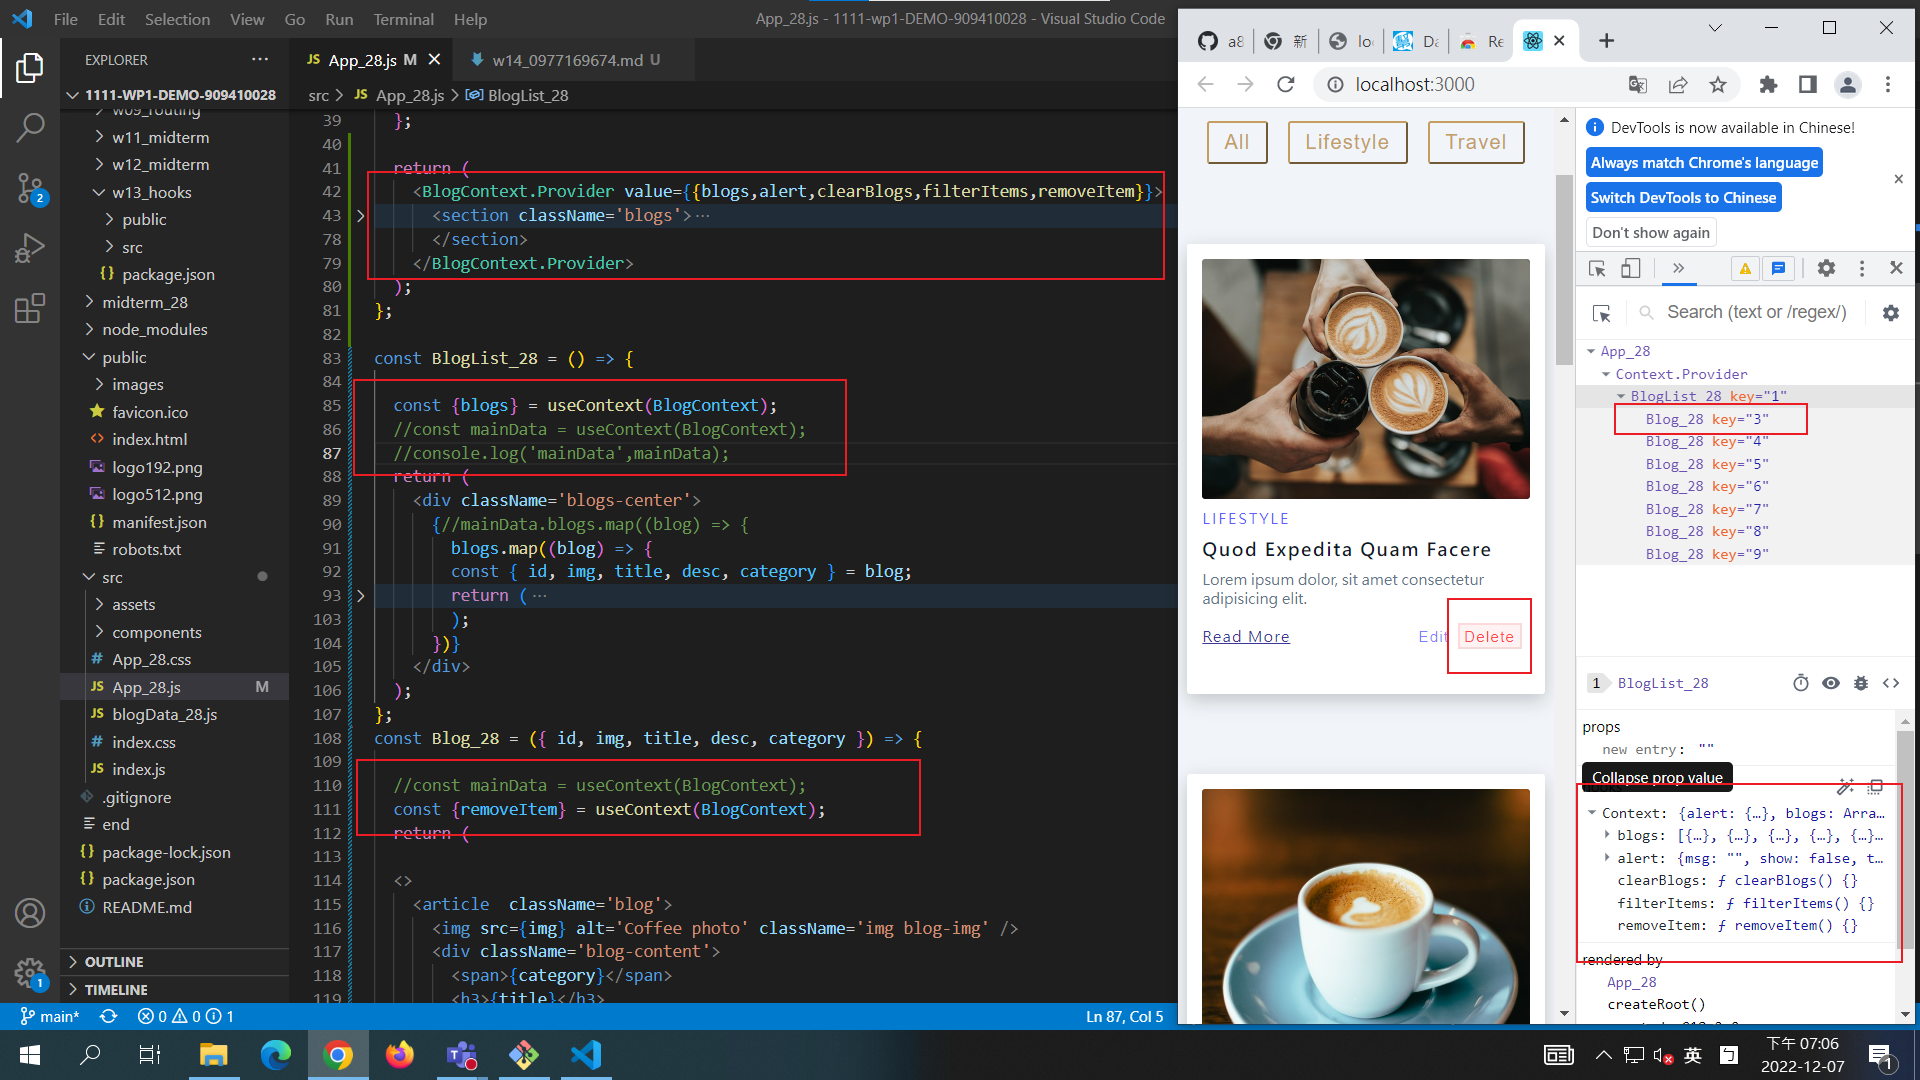 File Edit Selection View Go Run Terminal Help
App_28.js - 1111-wp1-DEMO-909410028 - Visual Studio Code
EXPLORER
1111-WP1-DEMO-909410028
w09_routing
w11_midterm
w12_midterm
w13_hooks
public
src
package.json
midterm_28
node_modules
public
images
favicon.ico
index.html
logo192.png
logo512.png
manifest.json
robots.txt
src
assets
components
App_28.css
App_28.js M
blogData_28.js
index.css
index.js
.gitignore
end
package-lock.json
package.json
README.md
OUTLINE
TIMELINE
2
1
JS App_28.js M
w14_0977169674.md U
src > JS App_28.js > BlogList_28
39 };
40
41 return (
42 <BlogContext.Provider value={{blogs,alert,clearBlogs,filterItems,removeItem}}>
43 <section className='blogs'>…
78 </section>
79 </BlogContext.Provider>
80 );
81 };
82
83 const BlogList_28 = () => {
84
85 const {blogs} = useContext(BlogContext);
86 //const mainData = useContext(BlogContext);
87 //console.log('mainData',mainData);
88 return (
89 <div className='blogs-center'>
90 {//mainData.blogs.map((blog) => {
91 blogs.map((blog) => {
92 const { id, img, title, desc, category } = blog;
93 return (…
103 );
104 })}
105 </div>
106 );
107 };
108 const Blog_28 = ({ id, img, title, desc, category }) => {
109
110 //const mainData = useContext(BlogContext);
111 const {removeItem} = useContext(BlogContext);
112 return (
113
114 <>
115 <article className='blog'>
116 <img src={img} alt='Coffee photo' className='img blog-img' />
117 <div className='blog-content'>
118 <span>{category}</span>
119 <h3>{title}</h3>
main* 0 0 1
Ln 87, Col 5
a8 新 lo Da Re
localhost:3000
All Lifestyle Travel
LIFESTYLE
Quod Expedita Quam Facere
Lorem ipsum dolor, sit amet consectetur
adipisicing elit.
Read More Edit Delete
DevTools is now available in Chinese!
Always match Chrome's language
Switch DevTools to Chinese
Don't show again
Search (text or /regex/)
App_28
Context.Provider
BlogList_28 key="1"
Blog_28 key="3"
Blog_28 key="4"
Blog_28 key="5"
Blog_28 key="6"
Blog_28 key="7"
Blog_28 key="8"
Blog_28 key="9"
1 BlogList_28
props
new entry: ""
Collapse prop value
Context: {alert: {…}, blogs: Arra…
blogs: [{…}, {…}, {…}, {…}, {…}…
alert: {msg: "", show: false, t…
clearBlogs: ƒ clearBlogs() {}
filterItems: ƒ filterItems() {}
removeItem: ƒ removeItem() {}
rendered by
App_28
createRoot()
英
ㄅ
下午 07:06
2022-12-07
1